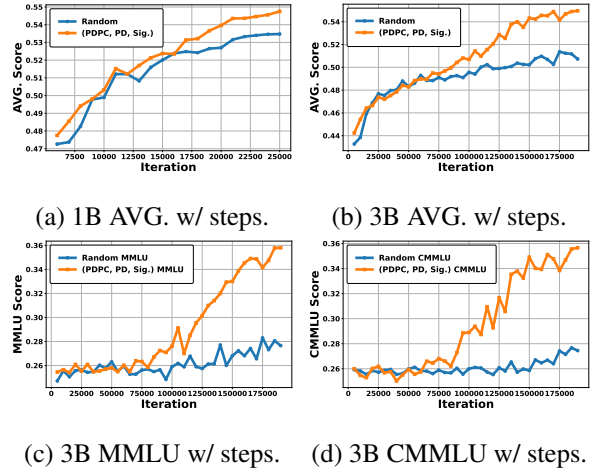 Random
(PDPC, PD, Sig.)
AVG. Score
0.55
0.54
0.53
0.52
0.51
0.50
0.49
0.48
0.47
7500 10000 12500 15000 17500 20000 22500 25000
Iteration
(a) 1B AVG. w/ steps.
Random
(PDPC, PD, Sig.)
AVG. Score
0.54
0.52
0.50
0.48
0.46
0.44
0 25000 50000 75000 100000 125000 150000 175000
Iteration
(b) 3B AVG. w/ steps.
Random MMLU
(PDPC, PD, Sig.) MMLU
MMLU Score
0.36
0.34
0.32
0.30
0.28
0.26
0 25000 50000 75000 100000 125000 150000 175000
Iteration
(c) 3B MMLU w/ steps.
Random CMMLU
(PDPC, PD, Sig.) CMMLU
CMMLU Score
0.36
0.34
0.32
0.30
0.28
0.26
0 25000 50000 75000 100000 125000 150000 175000
Iteration
(d) 3B CMMLU w/ steps.